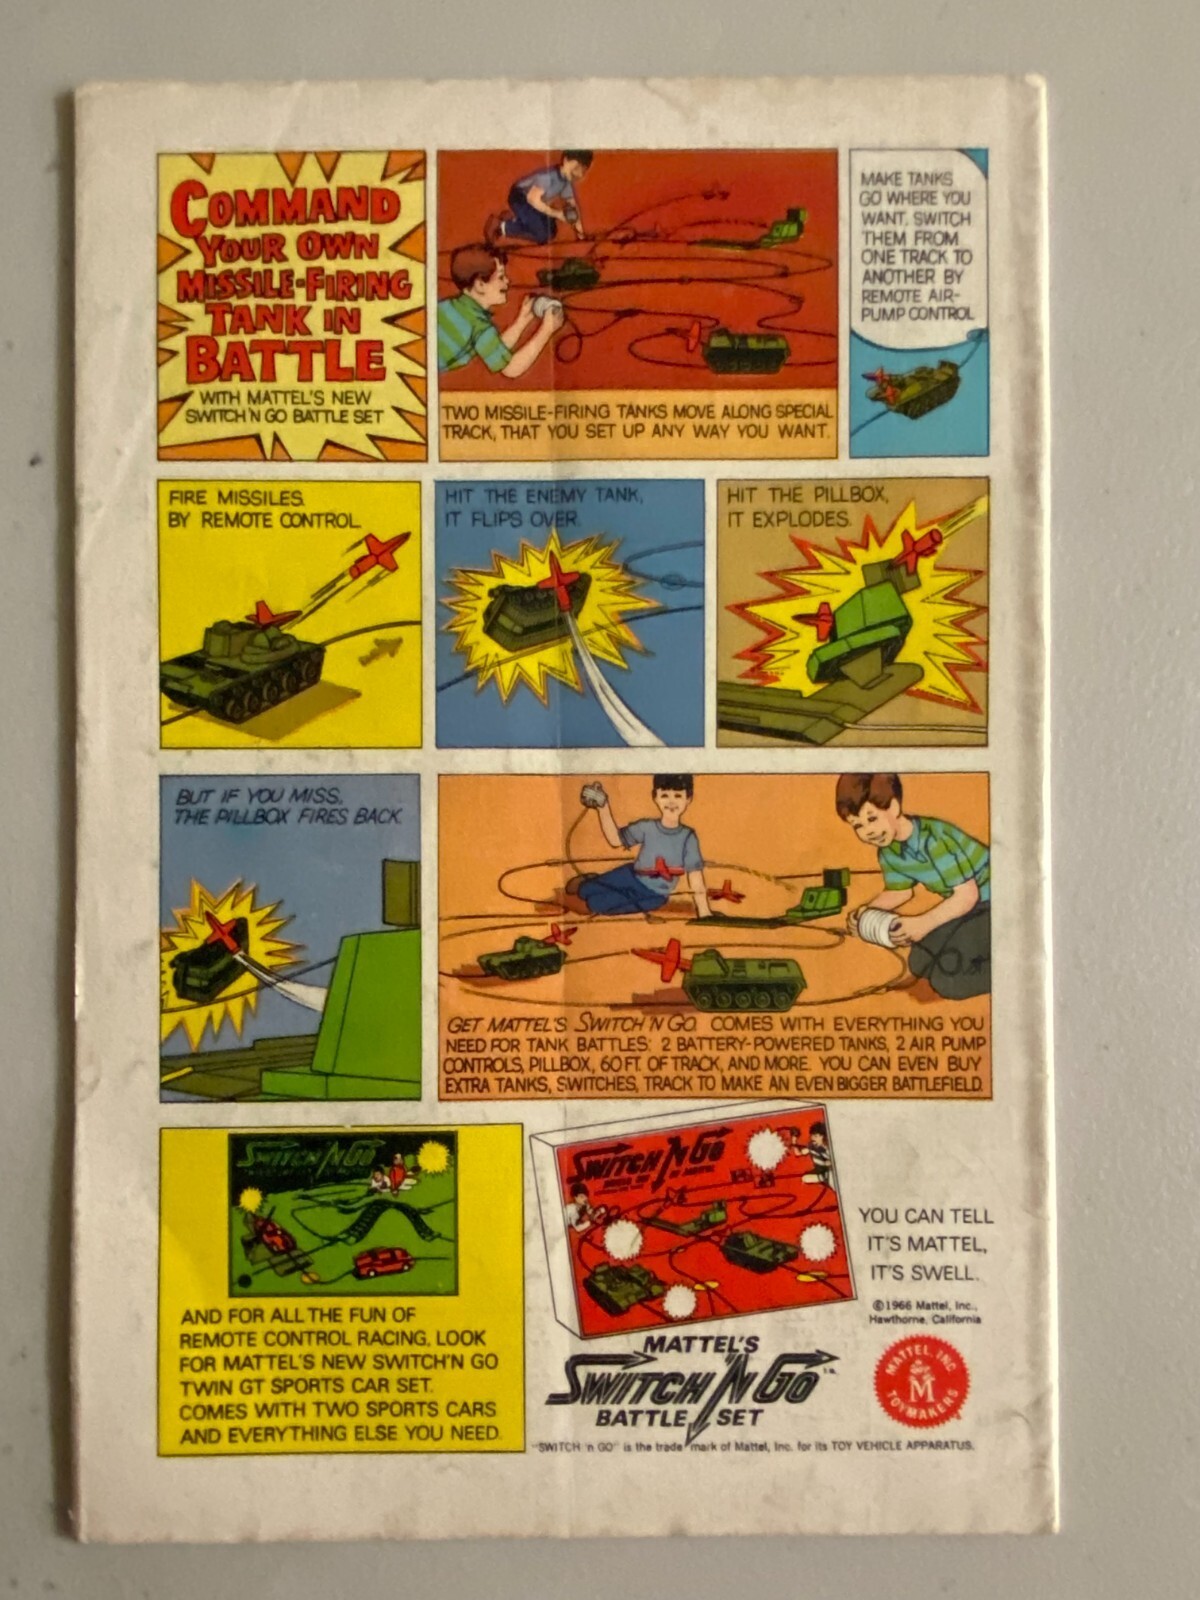 COMMAND
YOUR OWN
MISSILE-FIRING
TANK IN
BATTLE
WITH MATTEL'S NEW
SWITCH 'N GO BATTLE SET
TWO MISSILE-FIRING TANKS MOVE ALONG SPECIAL
TRACK, THAT YOU SET UP ANY WAY YOU WANT.
MAKE TANKS
GO WHERE YOU
WANT. SWITCH
THEM FROM
ONE TRACK TO
ANOTHER BY
REMOTE AIR-
PUMP CONTROL
FIRE MISSILES.
BY REMOTE CONTROL.
HIT THE ENEMY TANK,
IT FLIPS OVER.
HIT THE PILLBOX,
IT EXPLODES.
BUT IF YOU MISS,
THE PILLBOX FIRES BACK.
GET MATTEL'S SWITCH 'N GO. COMES WITH EVERYTHING YOU
NEED FOR TANK BATTLES: 2 BATTERY-POWERED TANKS, 2 AIR PUMP
CONTROLS, PILLBOX, 60 FT. OF TRACK, AND MORE. YOU CAN EVEN BUY
EXTRA TANKS, SWITCHES, TRACK TO MAKE AN EVEN BIGGER BATTLEFIELD.
SWITCH 'N GO
AND FOR ALL THE FUN OF
REMOTE CONTROL RACING, LOOK
FOR MATTEL'S NEW SWITCH 'N GO
TWIN GT SPORTS CAR SET.
COMES WITH TWO SPORTS CARS
AND EVERYTHING ELSE YOU NEED.
SWITCH 'N GO
MATTEL'S
SWITCH 'N GO TM
BATTLE SET
YOU CAN TELL
IT'S MATTEL,
IT'S SWELL.
©1966 Mattel, Inc.,
Hawthorne, California
MATTEL, INC.
M
TOYMAKERS
"SWITCH 'n GO" is the trade mark of Mattel, Inc. for its TOY VEHICLE APPARATUS.